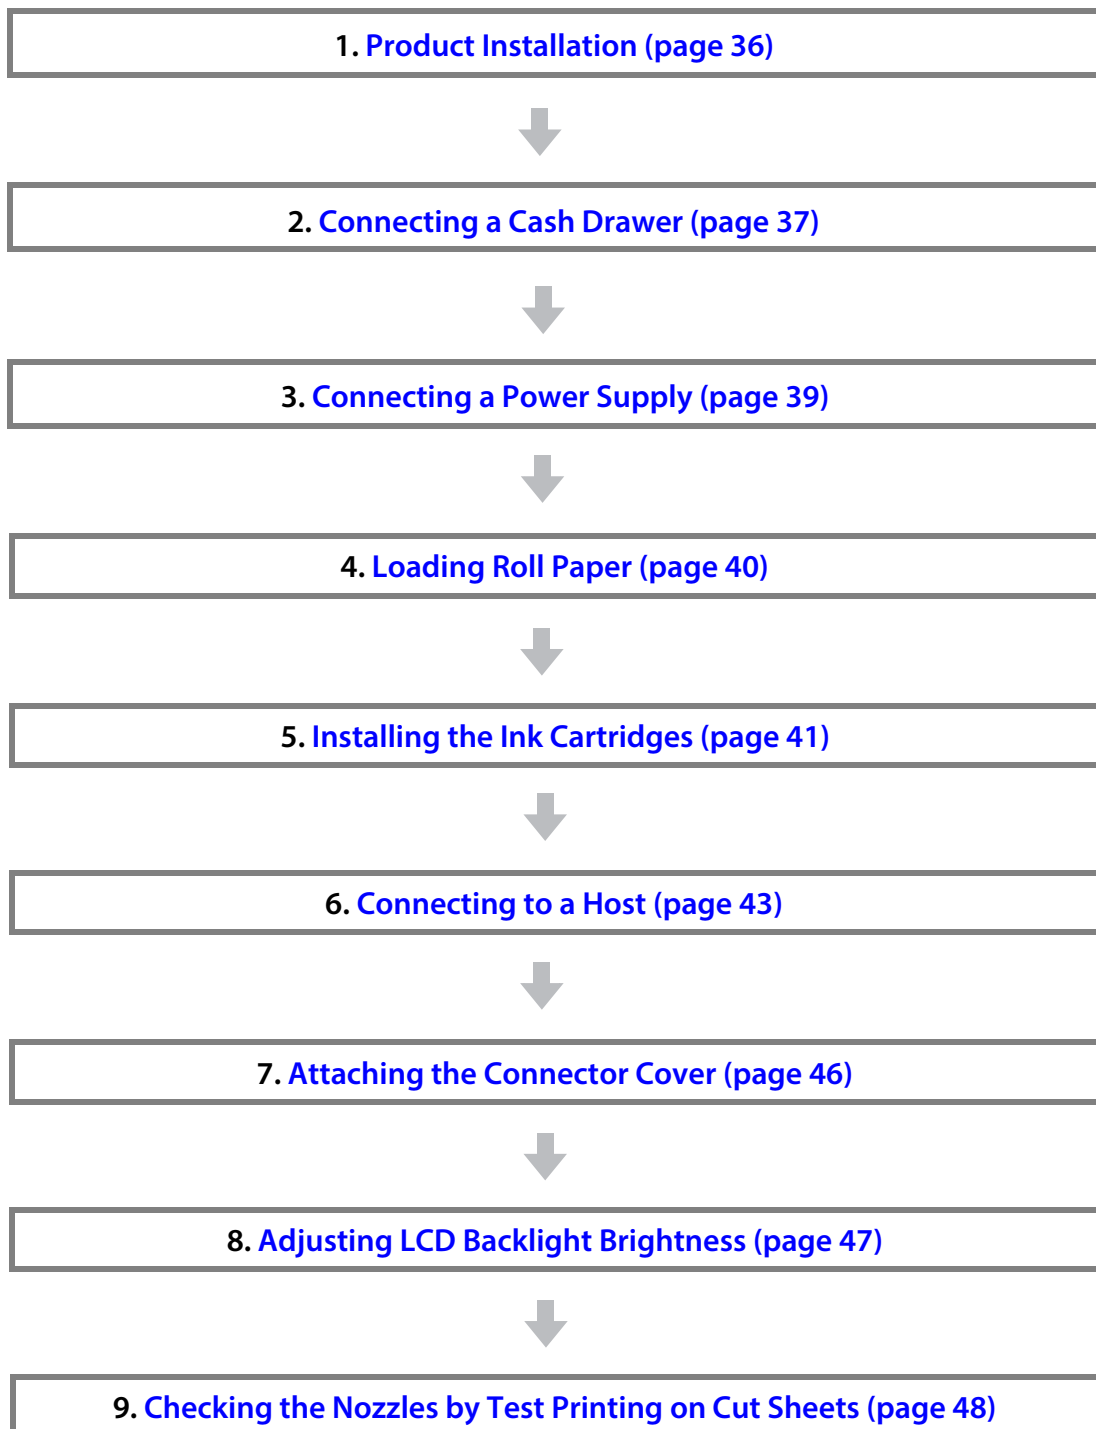 1. Product Installation (page 36)
2. Connecting a Cash Drawer (page 37)
3. Connecting a Power Supply (page 39)
4. Loading Roll Paper (page 40)
5. Installing the Ink Cartridges (page 41)
6. Connecting to a Host (page 43)
7. Attaching the Connector Cover (page 46)
8. Adjusting LCD Backlight Brightness (page 47)
9. Checking the Nozzles by Test Printing on Cut Sheets (page 48)